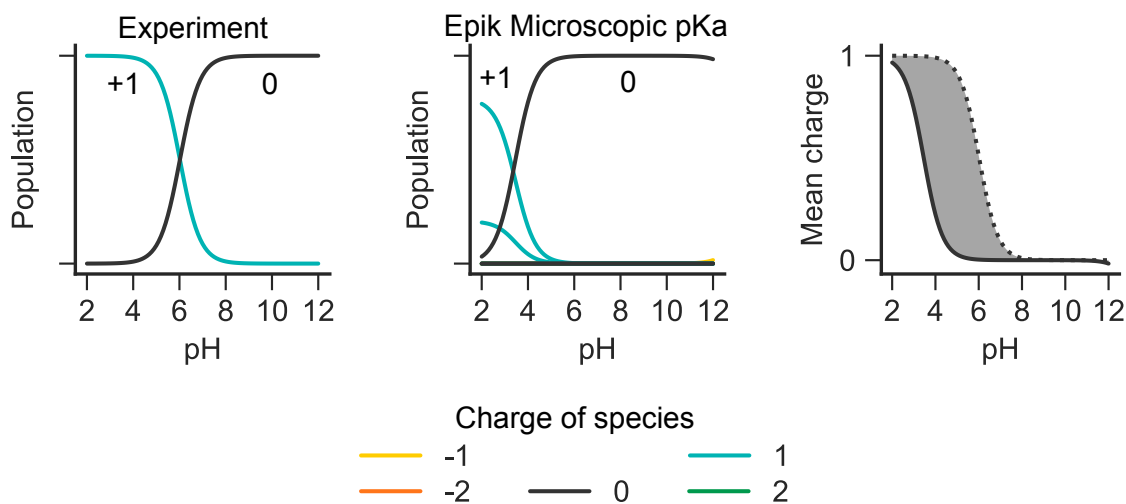 Experiment
Population
+1
0
2 4 6 8 10 12
pH
Epik Microscopic pKa
Population
+1
0
2 4 6 8 10 12
pH
Mean charge
1
0
2 4 6 8 10 12
pH
Charge of species
-1
1
-2
0
2